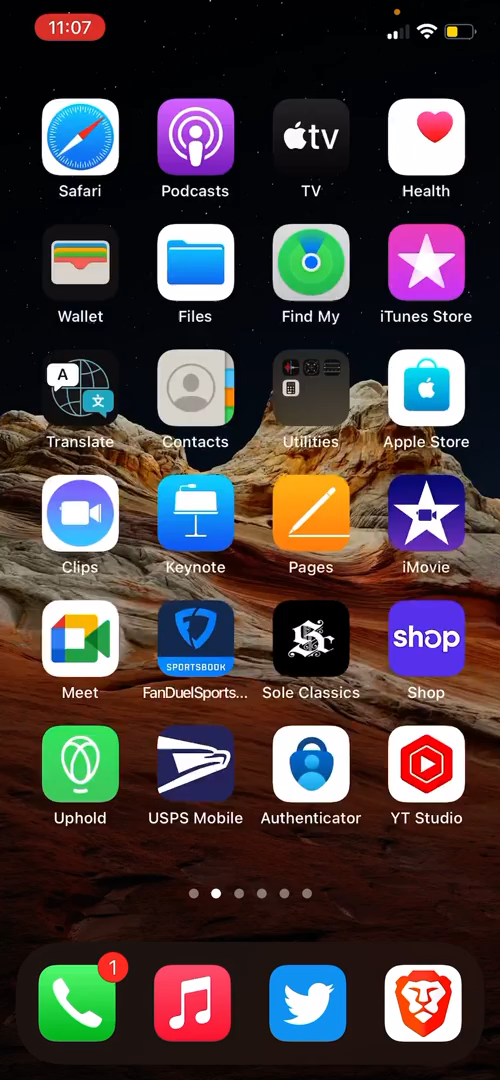 11:07
tv
Safari
Podcasts
TV
Health
Wallet
Files
Find My
iTunes Store
A
文
Translate
Contacts
Utilities
Apple Store
Clips
Keynote
Pages
iMovie
SPORTSBOOK
Sc
shop
Meet
FanDuelSports...
Sole Classics
Shop
Uphold
USPS Mobile
Authenticator
YT Studio
1